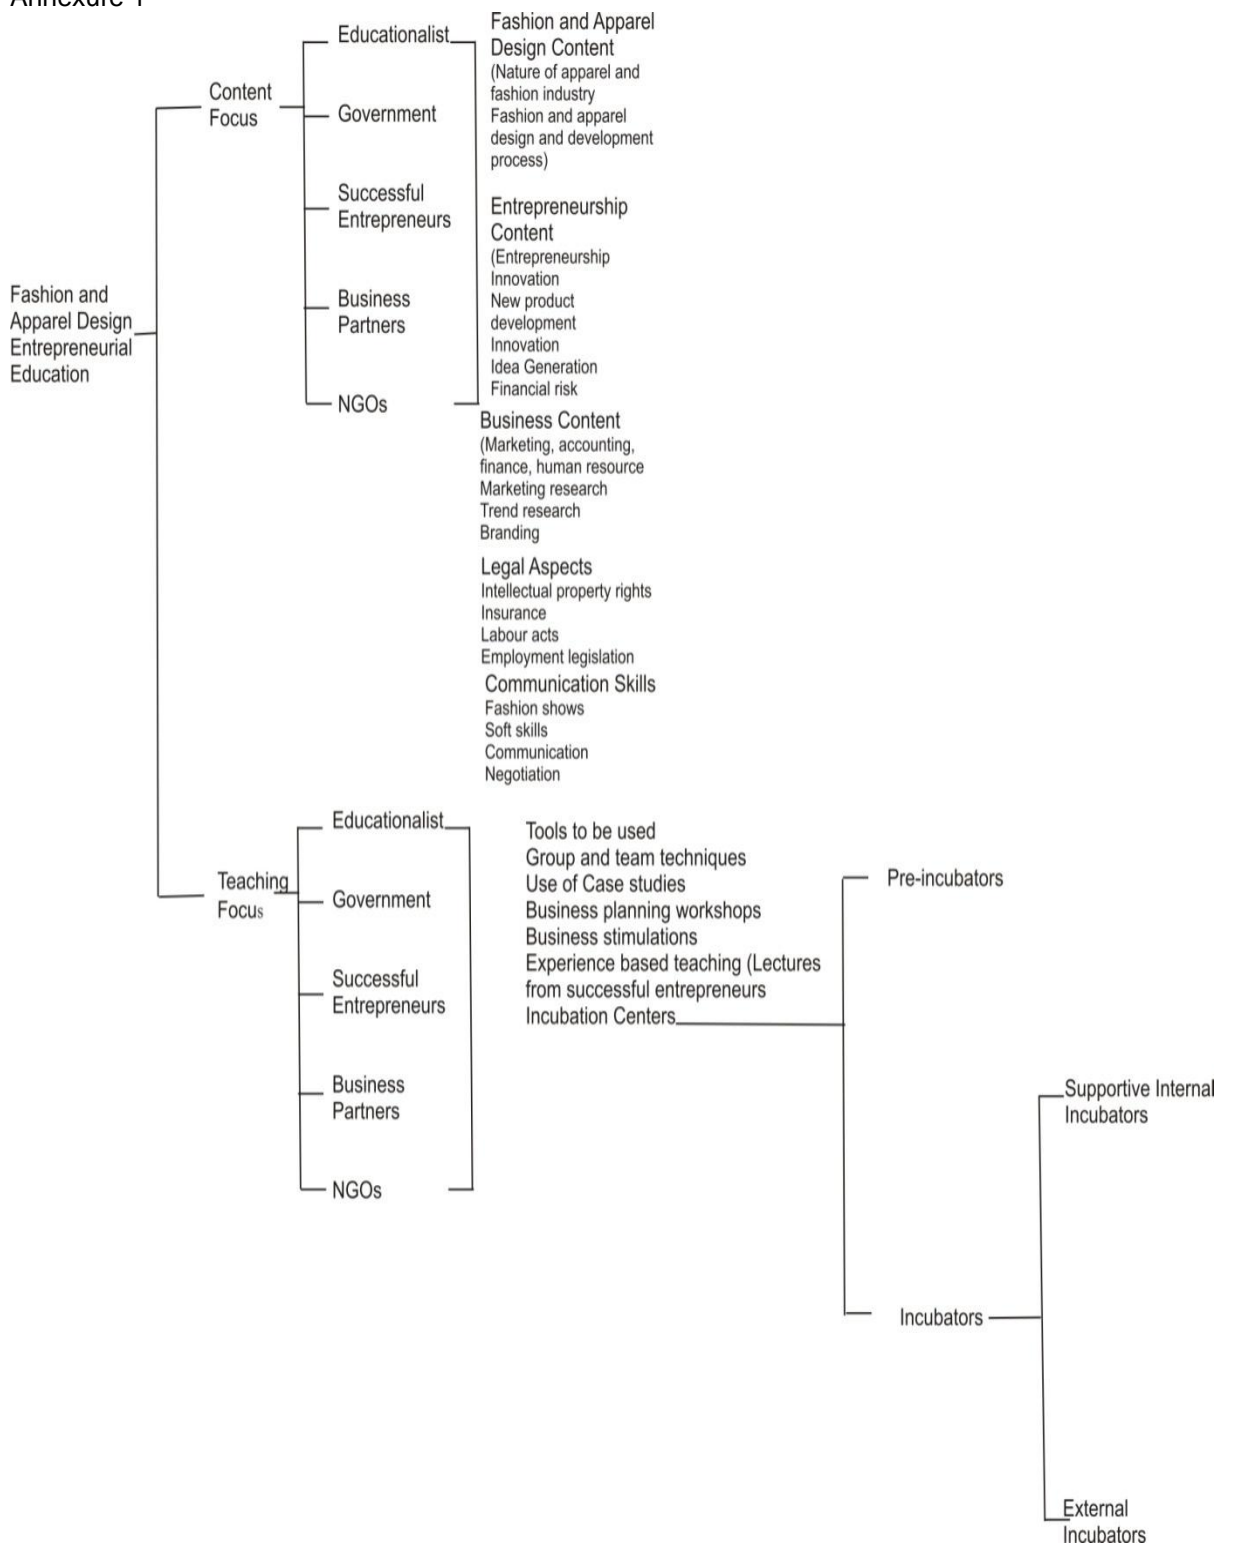 Fashion and
Apparel Design
Entrepreneurial
Education
Content
Focus
Educationalist
Government
Successful
Entrepreneurs
Business
Partners
NGOs
Fashion and Apparel
Design Content
(Nature of apparel and
fashion industry
Fashion and apparel
design and development
process)
Entrepreneurship
Content
(Entrepreneurship
Innovation
New product
development
Innovation
Idea Generation
Financial risk
Business Content
(Marketing, accounting,
finance, human resource
Marketing research
Trend research
Branding
Legal Aspects
Intellectual property rights
Insurance
Labour acts
Employment legislation
Communication Skills
Fashion shows
Soft skills
Communication
Negotiation
Teaching
Focus
Educationalist
Government
Successful
Entrepreneurs
Business
Partners
NGOs
Tools to be used
Group and team techniques
Use of Case studies
Business planning workshops
Business stimulations
Experience based teaching (Lectures
from successful entrepreneurs
Incubation Centers
Pre-incubators
Incubators
Supportive Internal
Incubators
External
Incubators